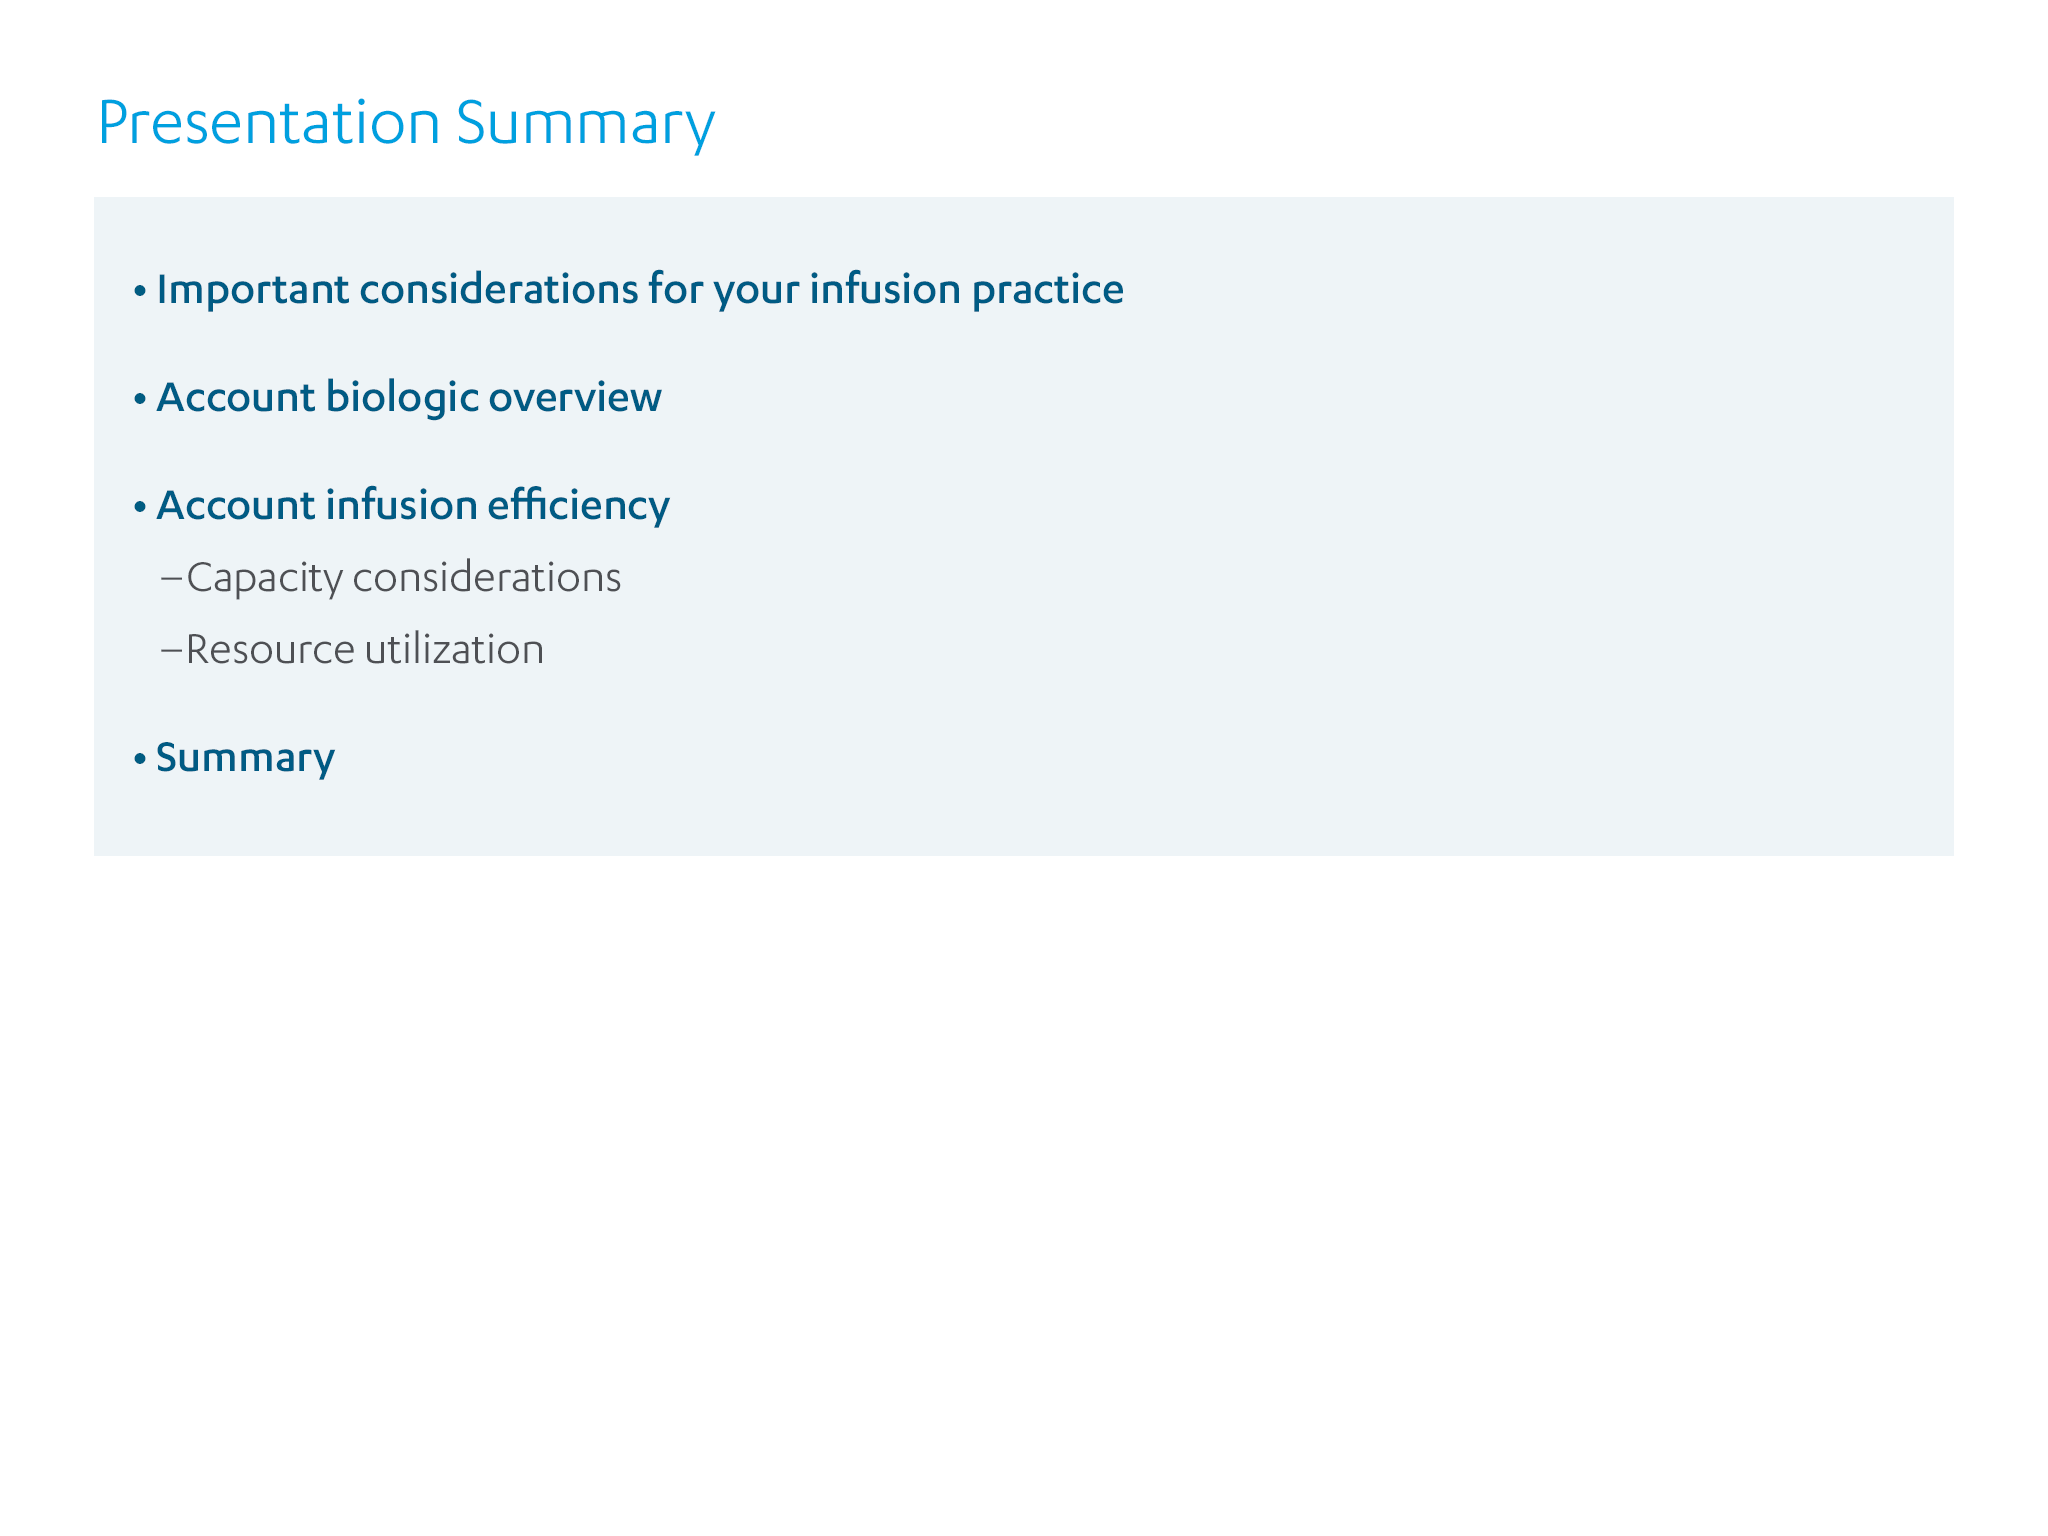 Presentation Summary
• Important considerations for your infusion practice
• Account biologic overview
• Account infusion efficiency
–Capacity considerations
–Resource utilization
• Summary